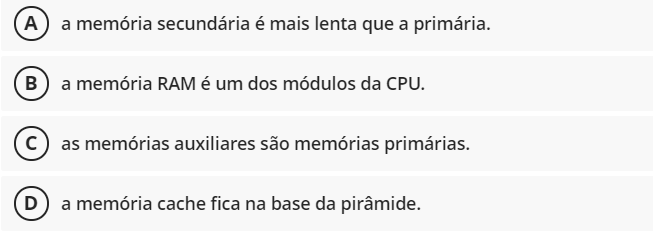 A a memória secundária é mais lenta que a primária.
B a memória RAM é um dos módulos da CPU.
C as memórias auxiliares são memórias primárias.
D a memória cache fica na base da pirâmide.